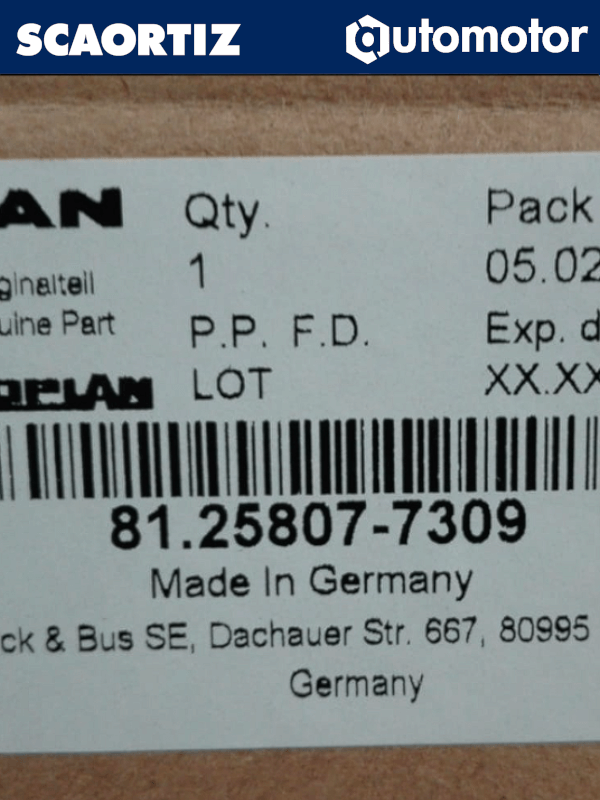 SCAORTIZ automotor
AN Qty. Pack
ginalteil 1 05.02
uine Part P.P. F.D. Exp. d
OPLAN LOT XX.XX
81.25807-7309
Made In Germany
ck & Bus SE, Dachauer Str. 667, 80995
Germany